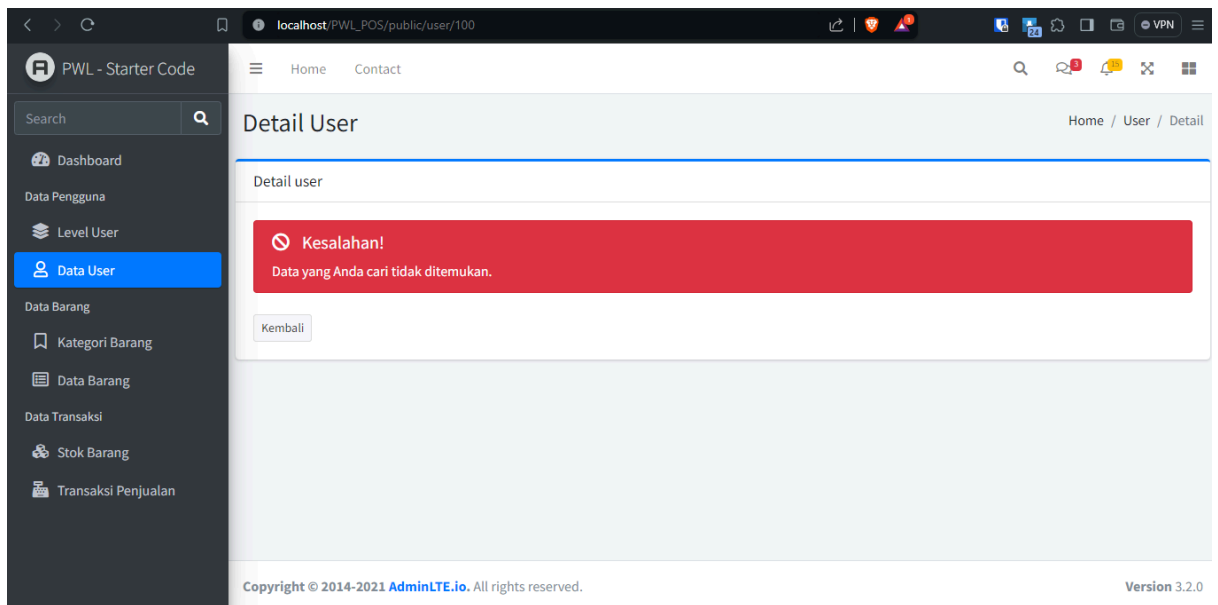 localhost/PWL_POS/public/user/100
24
VPN
PWL - Starter Code
Home Contact
3
15
Search
Detail User
Home / User / Detail
Dashboard
Data Pengguna
Level User
Data User
Data Barang
Kategori Barang
Data Barang
Data Transaksi
Stok Barang
Transaksi Penjualan
Detail user
Kesalahan!
Data yang Anda cari tidak ditemukan.
Kembali
Copyright © 2014-2021 AdminLTE.io. All rights reserved.
Version 3.2.0